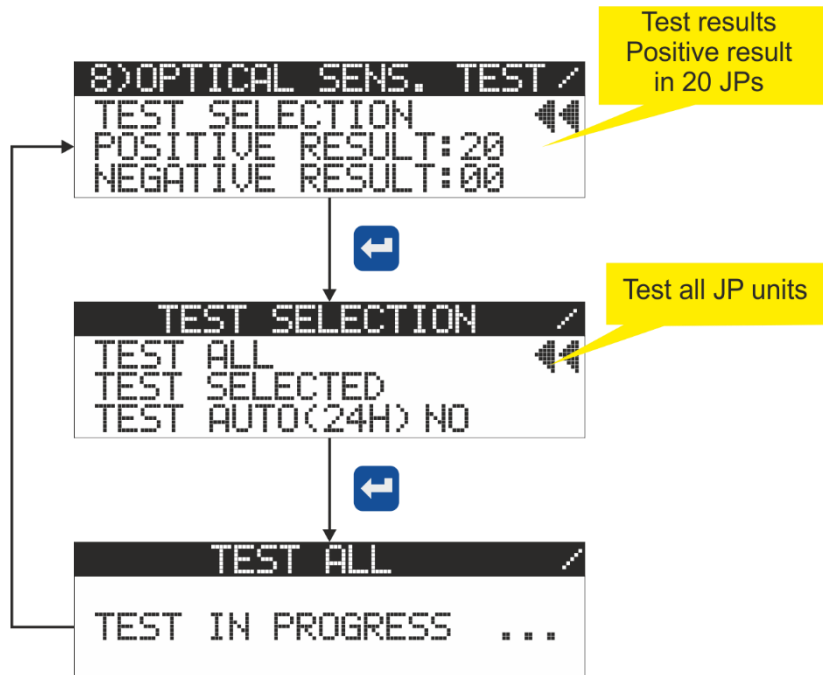 Test results
Positive result
in 20 JPs
8)OPTICAL SENS. TEST /
TEST SELECTION
POSITIVE RESULT:20
NEGATIVE RESULT:00
TEST SELECTION /
Test all JP units
TEST ALL
TEST SELECTED
TEST AUTO(24H) NO
TEST ALL /
TEST IN PROGRESS ...